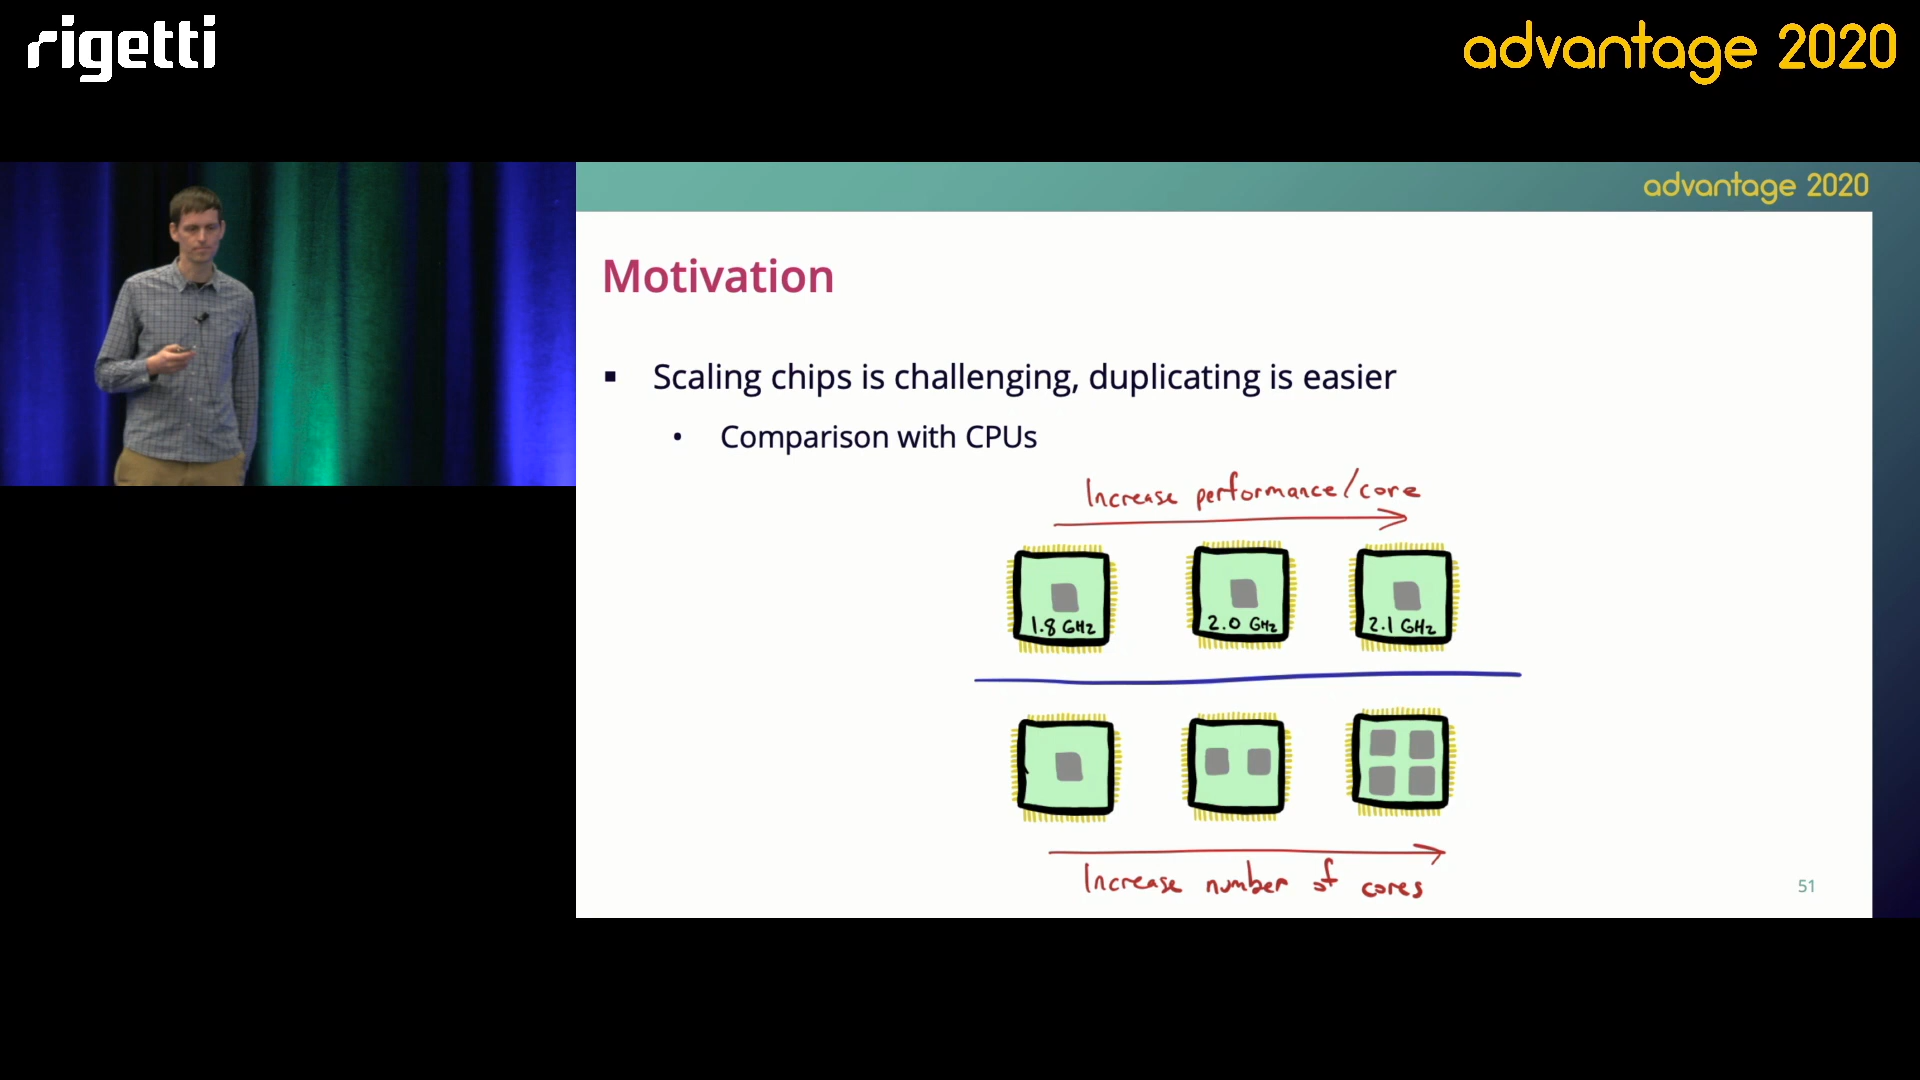 rigetti
advantage 2020
advantage 2020
Motivation
▪ Scaling chips is challenging, duplicating is easier
• Comparison with CPUs
Increase performance/core
1.8 GHz
2.0 GHz
2.1 GHz
Increase number of cores
51